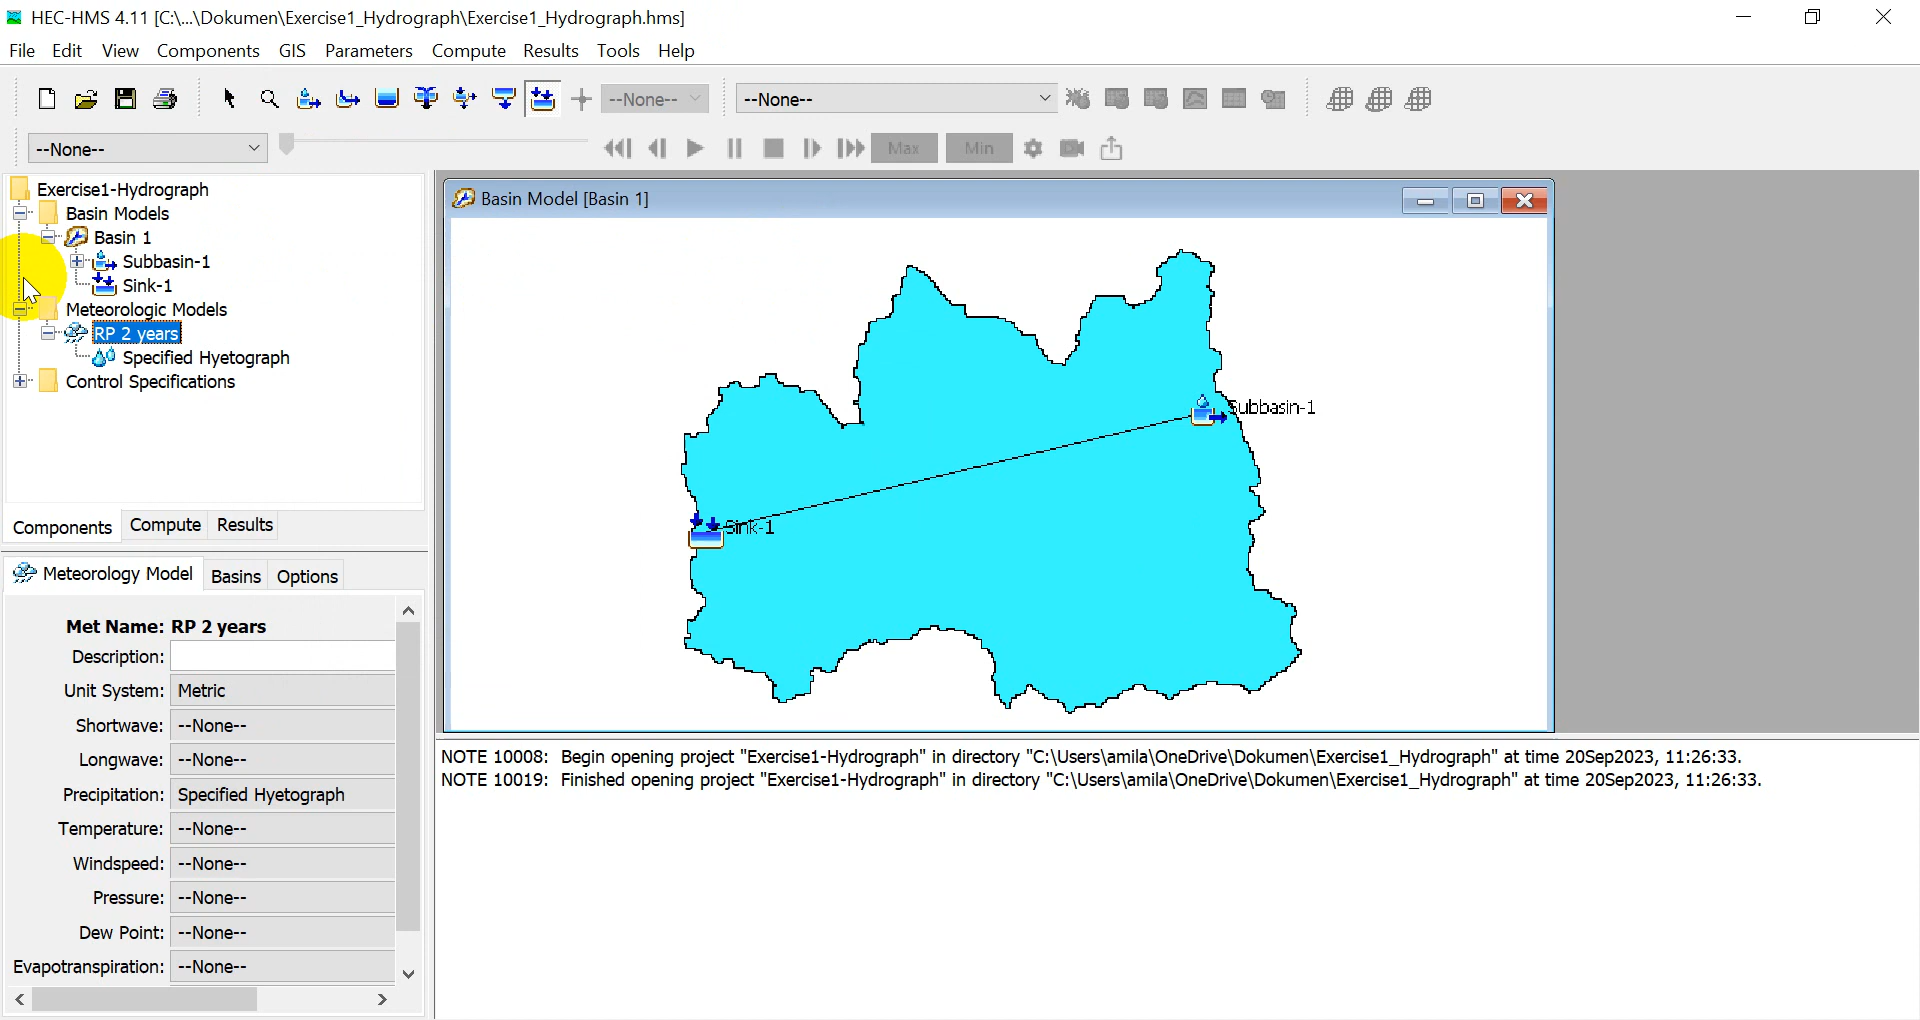 HEC-HMS 4.11 [C:\...\Dokumen\Exercise1_Hydrograph\Exercise1_Hydrograph.hms]
File Edit View Components GIS Parameters Compute Results Tools Help
--None-- --None--
--None-- Max Min
Exercise1-Hydrograph
Basin Models
Basin 1
Subbasin-1
Sink-1
Meteorologic Models
RP 2 years
Specified Hyetograph
Control Specifications
Components Compute Results
Basin Model [Basin 1]
Subbasin-1
Sink-1
Meteorology Model Basins Options
Met Name: RP 2 years
Description:
Unit System: Metric
Shortwave: --None--
Longwave: --None--
Precipitation: Specified Hyetograph
Temperature: --None--
Windspeed: --None--
Pressure: --None--
Dew Point: --None--
Evapotranspiration: --None--
NOTE 10008: Begin opening project "Exercise1-Hydrograph" in directory "C:\Users\amila\OneDrive\Dokumen\Exercise1_Hydrograph" at time 20Sep2023, 11:26:33.
NOTE 10019: Finished opening project "Exercise1-Hydrograph" in directory "C:\Users\amila\OneDrive\Dokumen\Exercise1_Hydrograph" at time 20Sep2023, 11:26:33.